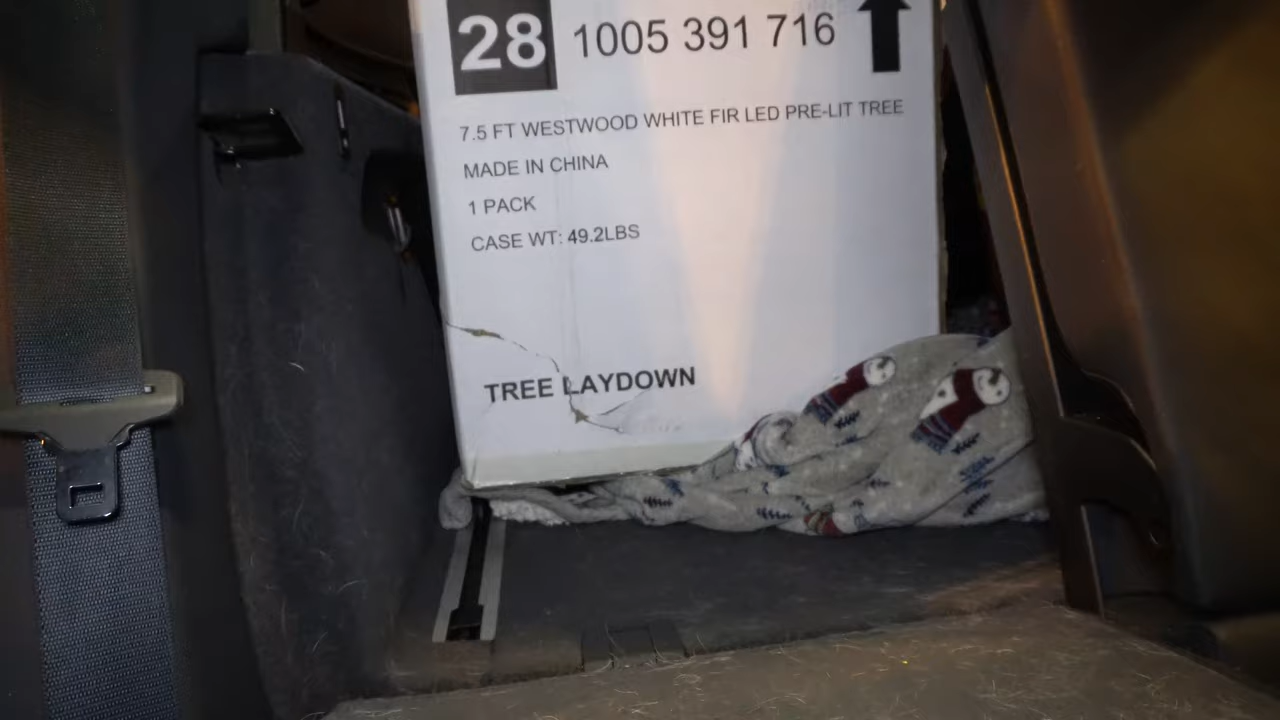 28 1005 391 716
7.5 FT WESTWOOD WHITE FIR LED PRE-LIT TREE
MADE IN CHINA
1 PACK
CASE WT: 49.2LBS
TREE LAYDOWN